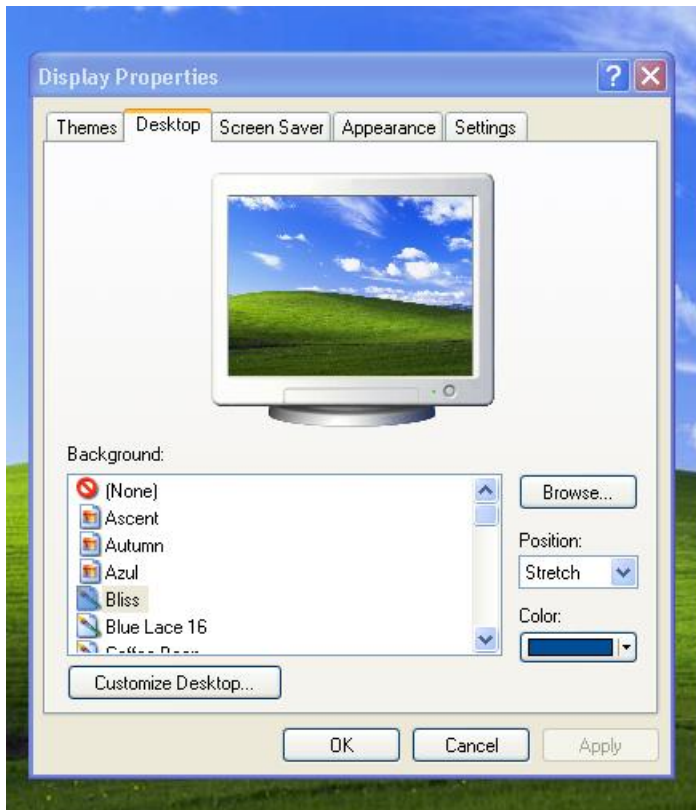 Display Properties
Themes Desktop Screen Saver Appearance Settings
Background:
(None)
Ascent
Autumn
Azul
Bliss
Blue Lace 16
Browse...
Position:
Stretch
Color:
Customize Desktop...
OK Cancel Apply